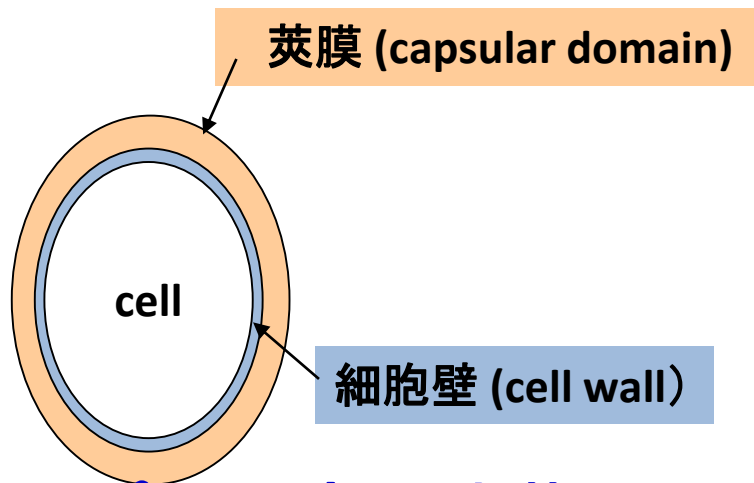 莢膜 (capsular domain)
cell
細胞壁 (cell wall）